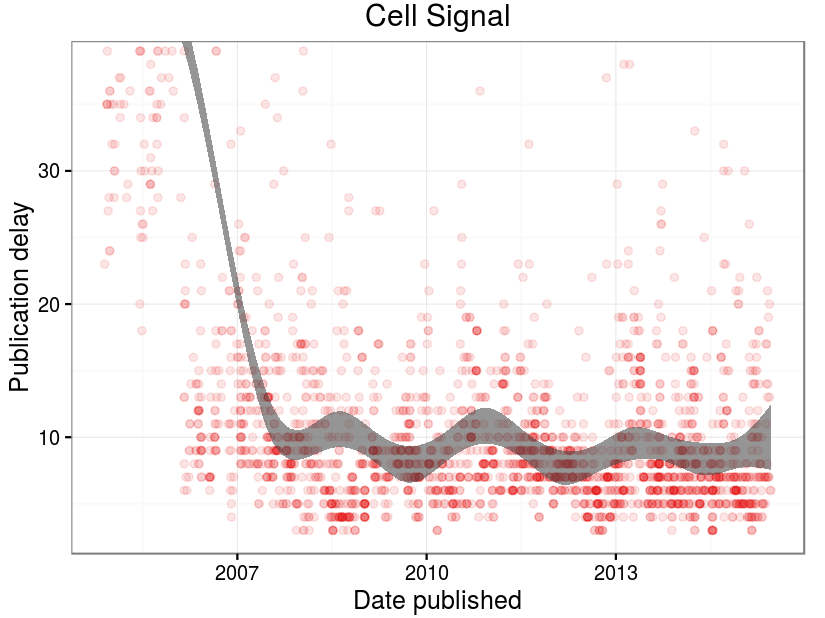 Cell Signal
Publication delay
30
20
10
2007 2010 2013
Date published